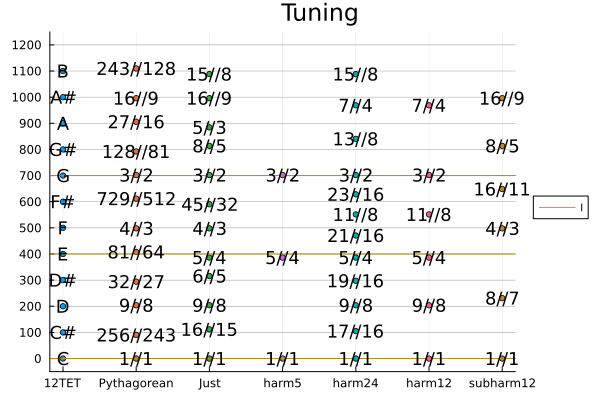 Tuning
1200
1100 B 243//128 15//8 15//8
1000 A# 16//9 16//9 7//4 7//4 16//9
900 A 27//16 5//3
800 G# 128//81 8//5 13//8 8//5
700 G 3//2 3//2 3//2 3//2 3//2
600 F# 729//512 45//32 23//16 16//11
500 F 4//3 4//3 11//8 11//8 4//3
21//16
400 E 81//64 5//4 5//4 5//4 5//4
300 D# 32//27 6//5 19//16
200 D 9//8 9//8 9//8 9//8 8//7
100 C# 256//243 16//15 17//16
0 C 1//1 1//1 1//1 1//1 1//1 1//1
12TET Pythagorean Just harm5 harm24 harm12 subharm12
I